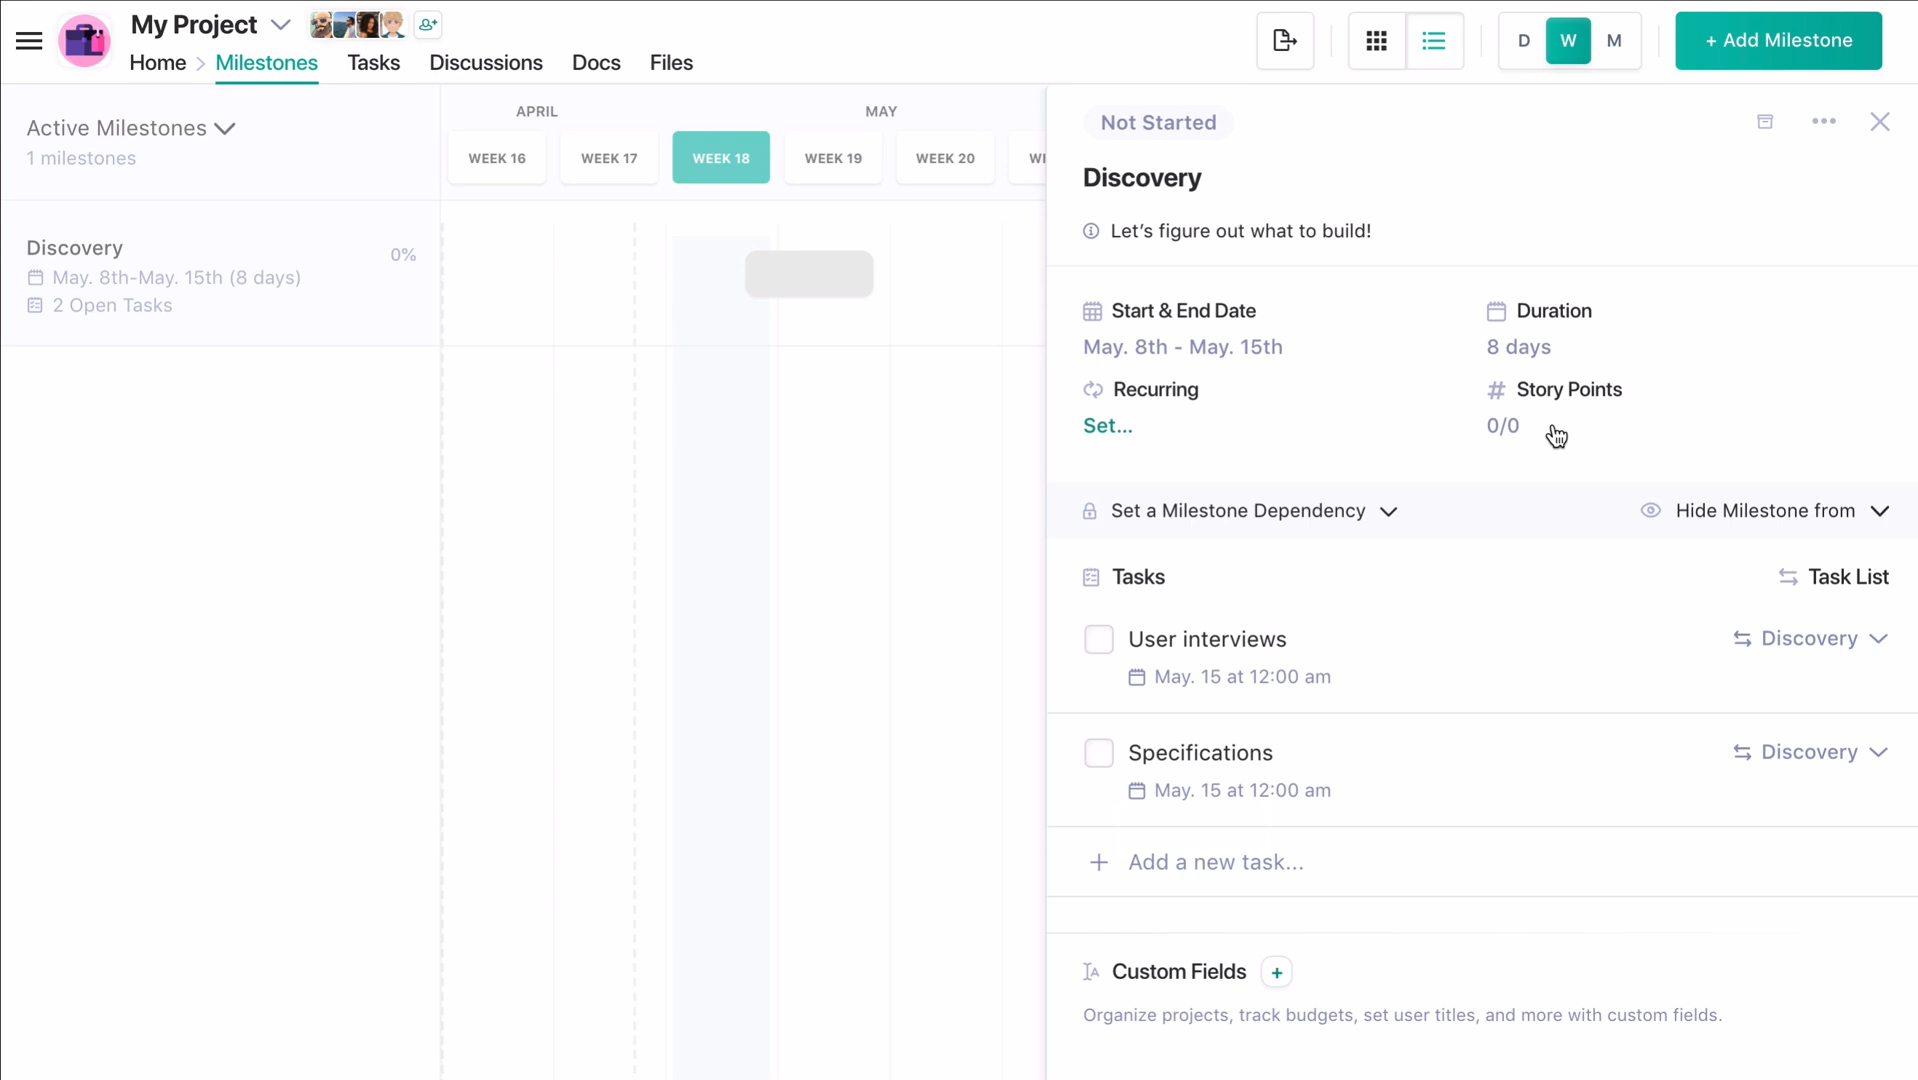 My Project
Home Milestones Tasks Discussions Docs Files
D W M
+ Add Milestone
Active Milestones
1 milestones
APRIL MAY
WEEK 16 WEEK 17 WEEK 18 WEEK 19 WEEK 20
Discovery
0%
May. 8th-May. 15th (8 days)
2 Open Tasks
Not Started
Discovery
Let's figure out what to build!
Start & End Date
May. 8th - May. 15th
Duration
8 days
Recurring
Set...
Story Points
0/0
Set a Milestone Dependency
Hide Milestone from
Tasks
Task List
User interviews
Discovery
May. 15 at 12:00 am
Specifications
Discovery
May. 15 at 12:00 am
+ Add a new task...
Custom Fields +
Organize projects, track budgets, set user titles, and more with custom fields.